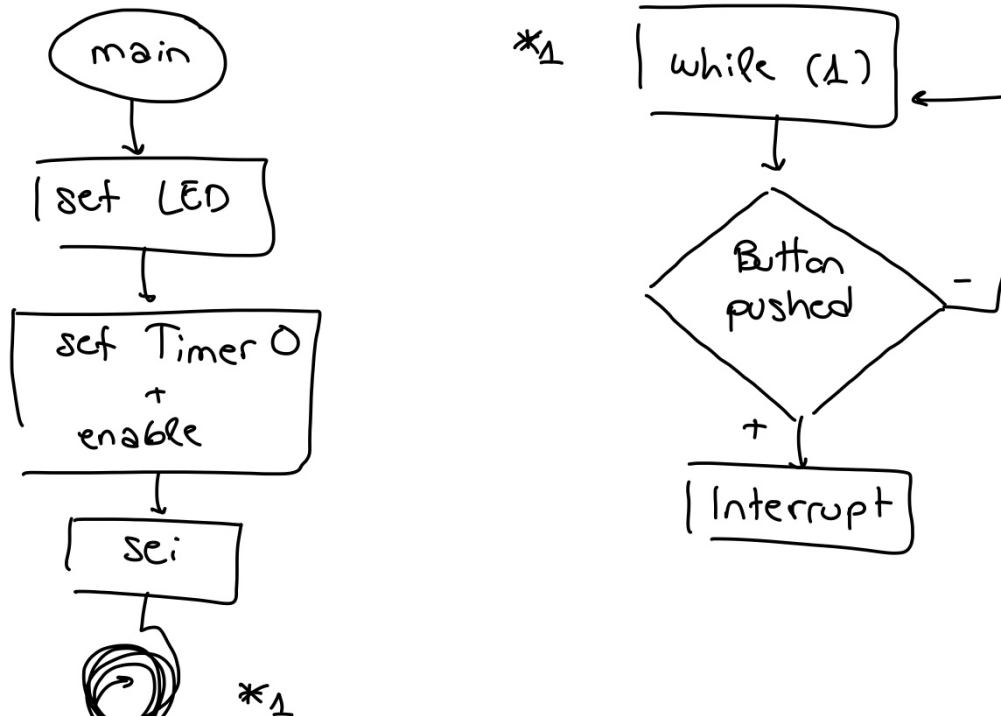 main
set LED
set Timer 0
+
enable
sei
*1
*1
while (1)
Button
pushed
-
+
Interrupt